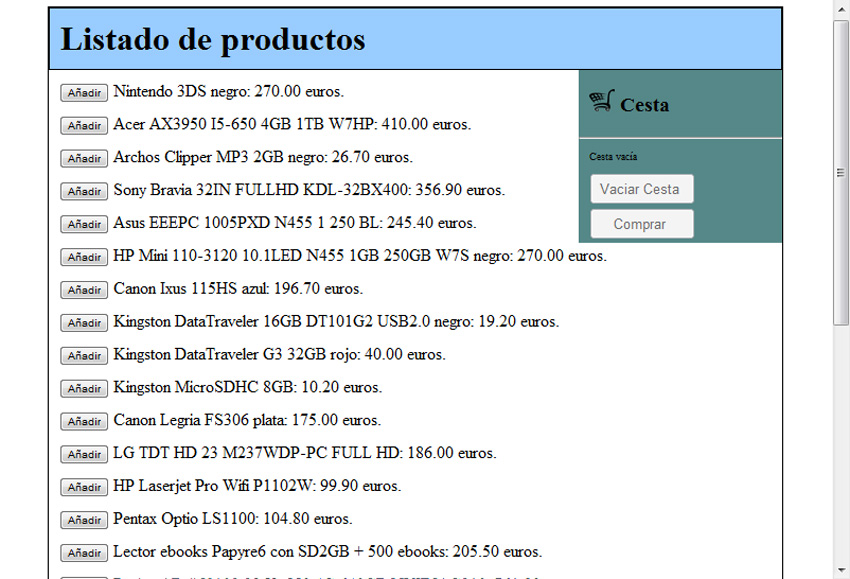 Listado de productos
Añadir Nintendo 3DS negro: 270.00 euros.
Añadir Acer AX3950 I5-650 4GB 1TB W7HP: 410.00 euros.
Añadir Archos Clipper MP3 2GB negro: 26.70 euros.
Añadir Sony Bravia 32IN FULLHD KDL-32BX400: 356.90 euros.
Añadir Asus EEEPC 1005PXD N455 1 250 BL: 245.40 euros.
Añadir HP Mini 110-3120 10.1LED N455 1GB 250GB W7S negro: 270.00 euros.
Añadir Canon Ixus 115HS azul: 196.70 euros.
Añadir Kingston DataTraveler 16GB DT101G2 USB2.0 negro: 19.20 euros.
Añadir Kingston DataTraveler G3 32GB rojo: 40.00 euros.
Añadir Kingston MicroSDHC 8GB: 10.20 euros.
Añadir Canon Legria FS306 plata: 175.00 euros.
Añadir LG TDT HD 23 M237WDP-PC FULL HD: 186.00 euros.
Añadir HP Laserjet Pro Wifi P1102W: 99.90 euros.
Añadir Pentax Optio LS1100: 104.80 euros.
Añadir Lector ebooks Papyre6 con SD2GB + 500 ebooks: 205.50 euros.
Cesta
Cesta vacía
Vaciar Cesta
Comprar